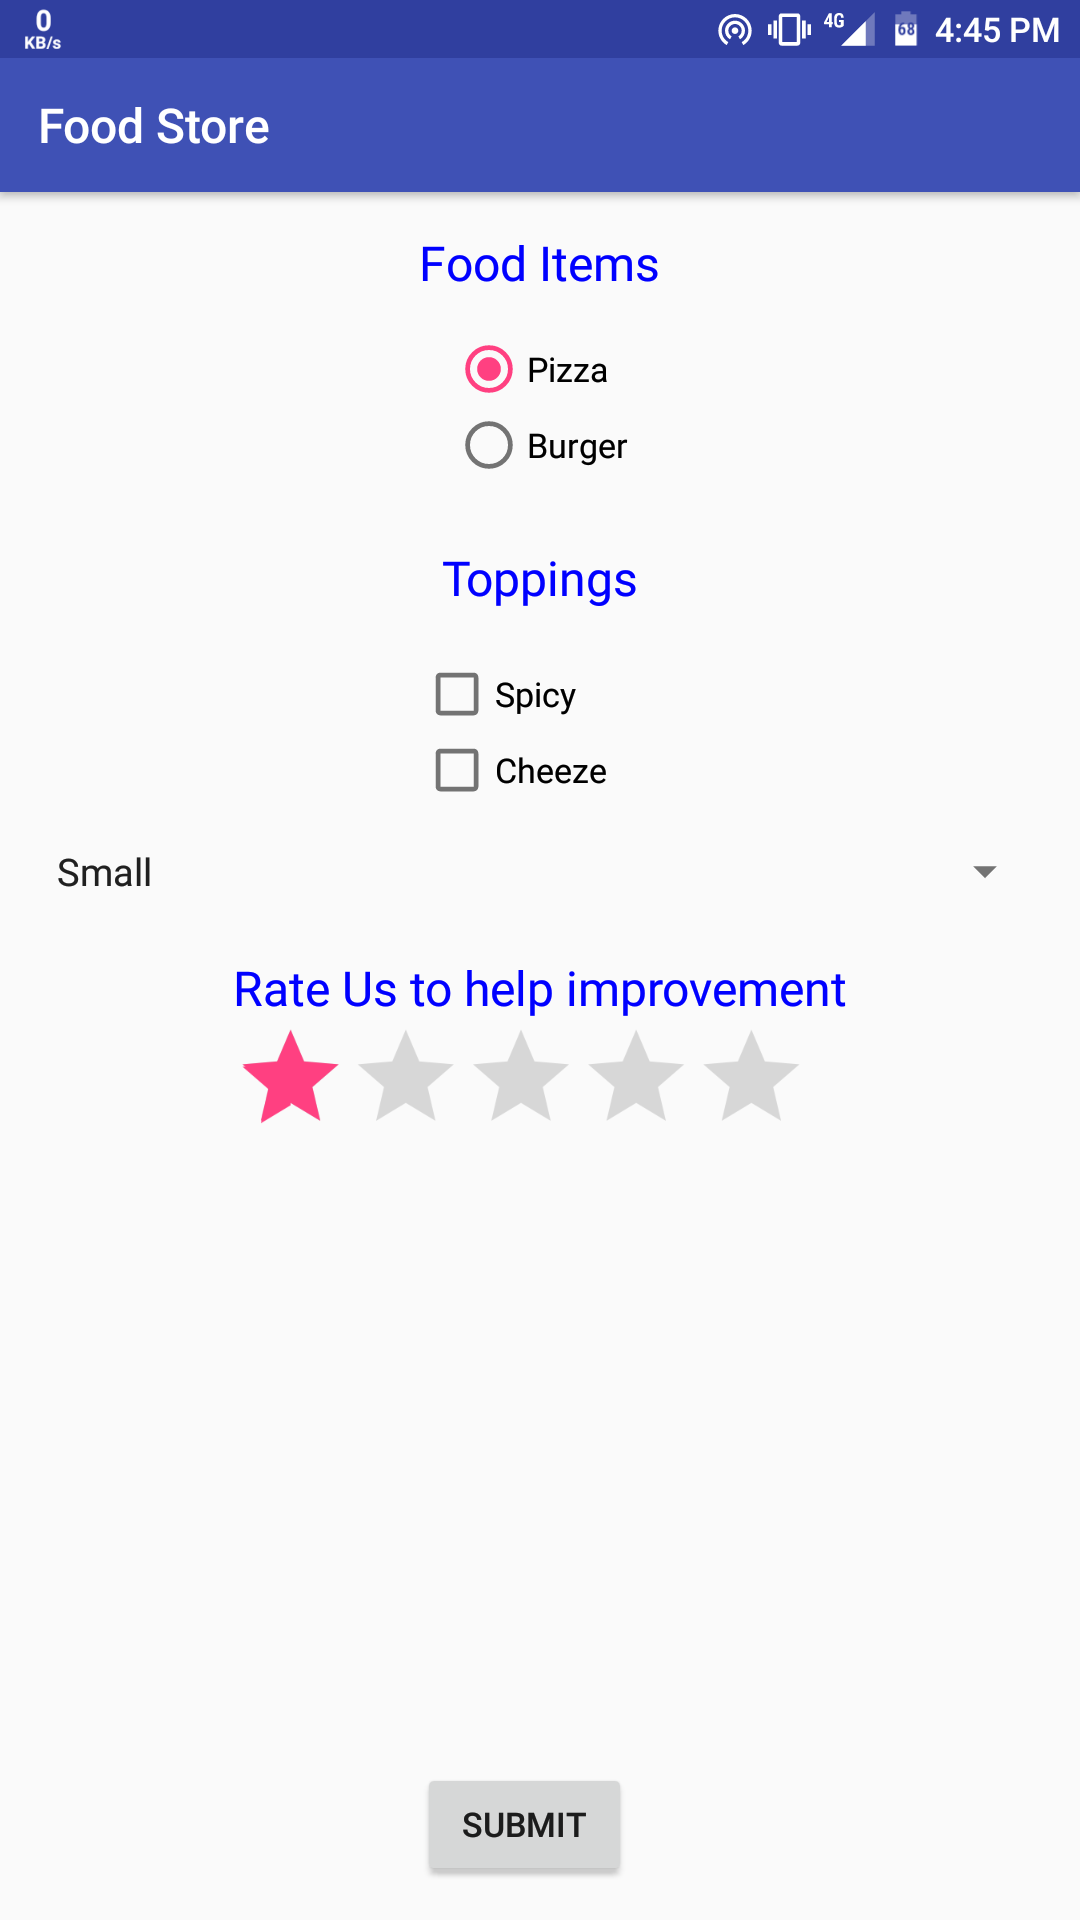 0
KB/s
4G
68
4:45 PM
Food Store
Food Items
Pizza
Burger
Toppings
Spicy
Cheeze
Small
Rate Us to help improvement
SUBMIT